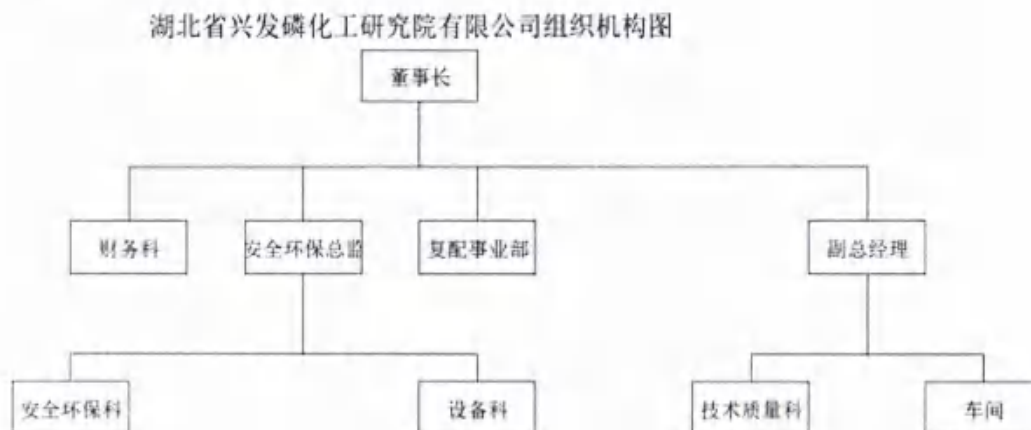 湖北省兴发磷化工研究院有限公司组织机构图
董事长
财务科
安全环保总监
复配事业部
副总经理
安全环保科
设备科
技术质量科
车间